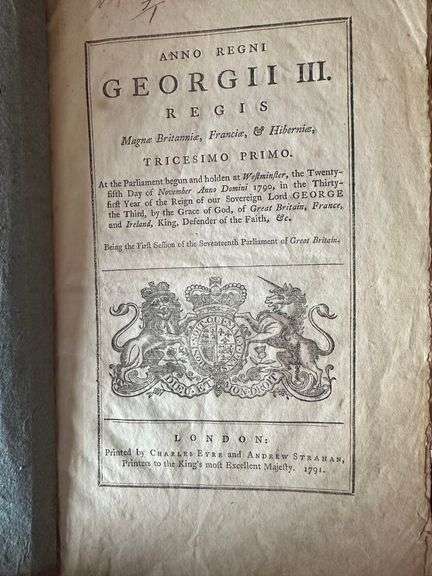 ANNO REGNI
GEORGII III.
REGIS
Magnæ Britanniæ, Franciæ, & Hiberniæ,
TRICESIMO PRIMO.
At the Parliament begun and holden at Weſtminſter, the Twenty-
fifth Day of November Anno Domini 1790, in the Thirty-
firſt Year of the Reign of our Sovereign Lord GEORGE
the Third, by the Grace of God, of Great Britain, France,
and Ireland, King, Defender of the Faith, &c.
Being the Firſt Seſſion of the Seventeenth Parliament of Great Britain.
LONDON:
Printed by CHARLES EYRE and ANDREW STRAHAN,
Printers to the King's moſt Excellent Majeſty. 1791.